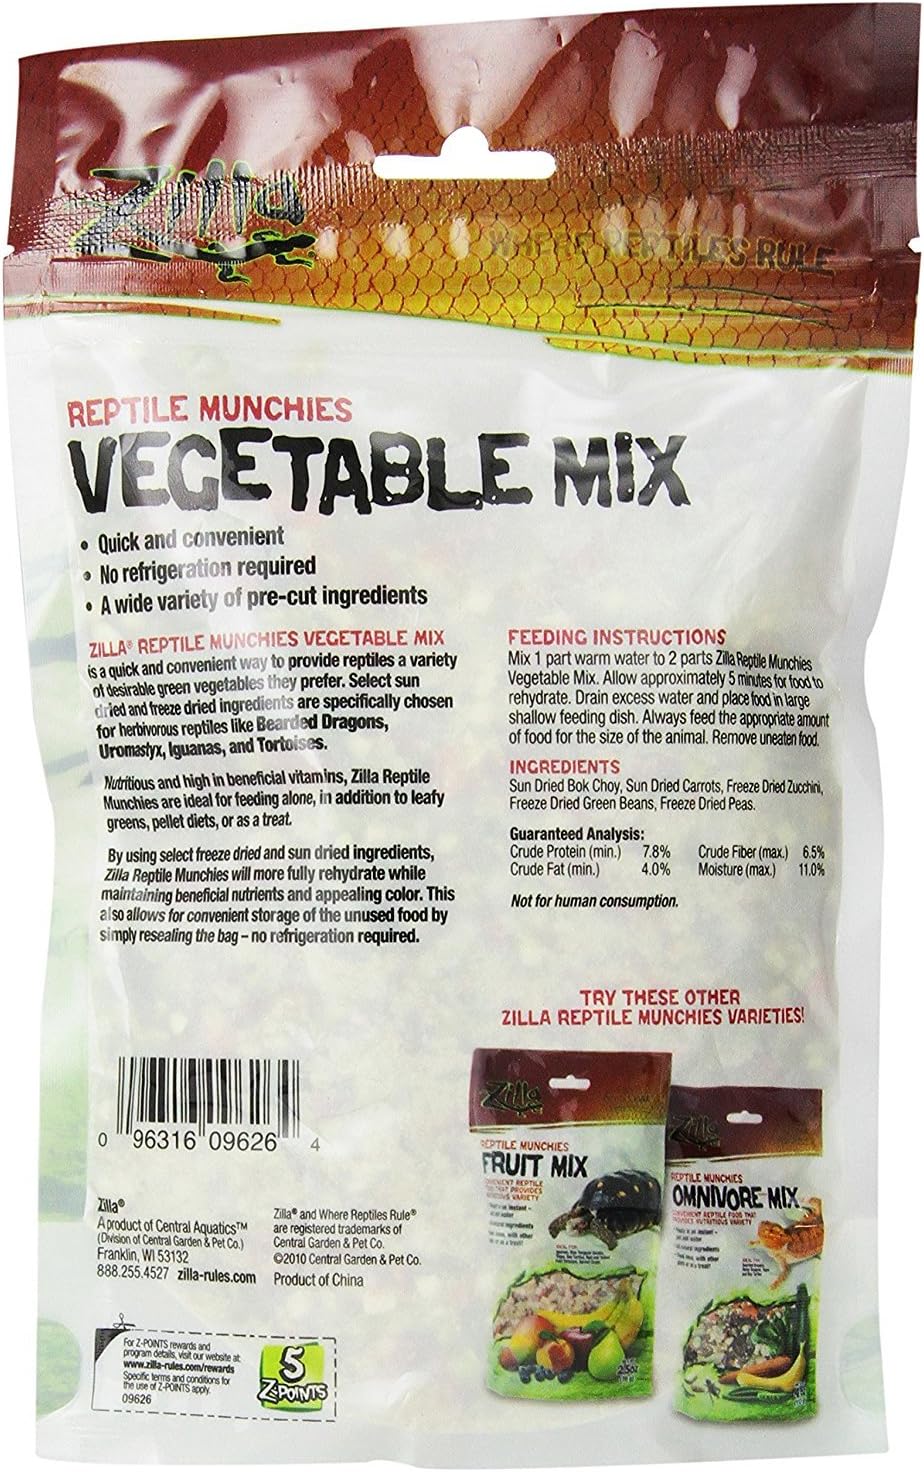 Zilla
WHERE REPTILES RULE
REPTILE MUNCHIES
VEGETABLE MIX
• Quick and convenient
• No refrigeration required
• A wide variety of pre-cut ingredients
ZILLA® REPTILE MUNCHIES VEGETABLE MIX
is a quick and convenient way to provide reptiles a variety
of desirable green vegetables they prefer. Select sun
dried and freeze dried ingredients are specifically chosen
for herbivorous reptiles like Bearded Dragons,
Uromastyx, Iguanas, and Tortoises.
Nutritious and high in beneficial vitamins, Zilla Reptile
Munchies are ideal for feeding alone, in addition to leafy
greens, pellet diets, or as a treat.
By using select freeze dried and sun dried ingredients,
Zilla Reptile Munchies will more fully rehydrate while
maintaining beneficial nutrients and appealing color. This
also allows for convenient storage of the unused food by
simply resealing the bag – no refrigeration required.
FEEDING INSTRUCTIONS
Mix 1 part warm water to 2 parts Zilla Reptile Munchies
Vegetable Mix. Allow approximately 5 minutes for food to
rehydrate. Drain excess water and place food in large
shallow feeding dish. Always feed the appropriate amount
of food for the size of the animal. Remove uneaten food.
INGREDIENTS
Sun Dried Bok Choy, Sun Dried Carrots, Freeze Dried Zucchini,
Freeze Dried Green Beans, Freeze Dried Peas.
Guaranteed Analysis:
Crude Protein (min.) 7.8% Crude Fiber (max.) 6.5%
Crude Fat (min.) 4.0% Moisture (max.) 11.0%
Not for human consumption.
TRY THESE OTHER
ZILLA REPTILE MUNCHIES VARIETIES!
Zilla
REPTILE MUNCHIES
FRUIT MIX
CONVENIENT REPTILE
FOOD THAT PROVIDES
NUTRITIOUS VARIETY
Zilla
REPTILE MUNCHIES
OMNIVORE MIX
CONVENIENT REPTILE FOOD THAT
PROVIDES NUTRITIOUS VARIETY
0 96316 09626 4
Zilla®
A product of Central Aquatics™
(Division of Central Garden & Pet Co.)
Franklin, WI 53132
888.255.4527 zilla-rules.com
Zilla® and Where Reptiles Rule®
are registered trademarks of
Central Garden & Pet Co.
©2010 Central Garden & Pet Co.
Product of China
For Z-POINTS rewards and
program details, visit our website at:
www.zilla-rules.com/rewards
Specific terms and conditions for
the use of Z-POINTS apply.
09626
5
Z-POINTS